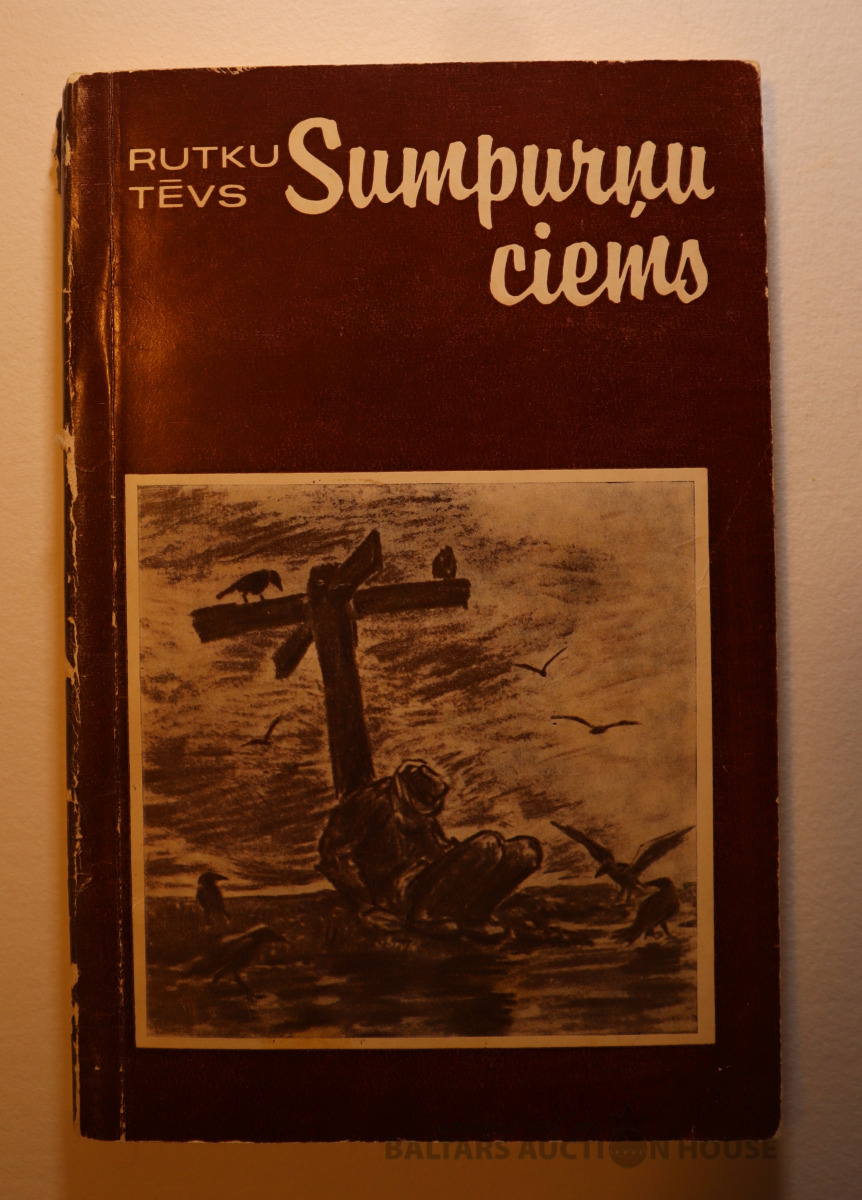 RUTKU
TĒVS
Sumpurņu
ciems
BALTARS AUCTION HOUSE